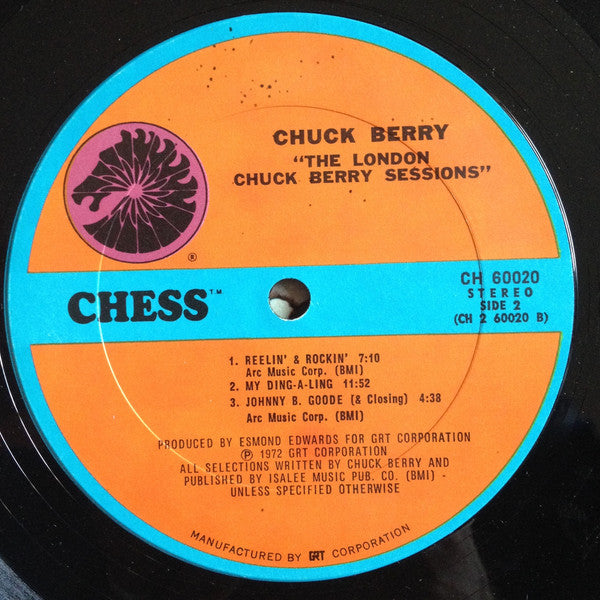 CHUCK BERRY
"THE LONDON
CHUCK BERRY SESSIONS"
®
CHESS™
CH 60020
STEREO
SIDE 2
(CH 2 60020 B)
1. REELIN' & ROCKIN' 7:10
Arc Music Corp. (BMI)
2. MY DING-A-LING 11:52
3. JOHNNY B. GOODE (& Closing) 4:38
Arc Music Corp. (BMI)
PRODUCED BY ESMOND EDWARDS FOR GRT CORPORATION
℗ 1972 GRT CORPORATION
ALL SELECTIONS WRITTEN BY CHUCK BERRY AND
PUBLISHED BY ISALEE MUSIC PUB. CO. (BMI) -
UNLESS SPECIFIED OTHERWISE
MANUFACTURED BY GRT CORPORATION